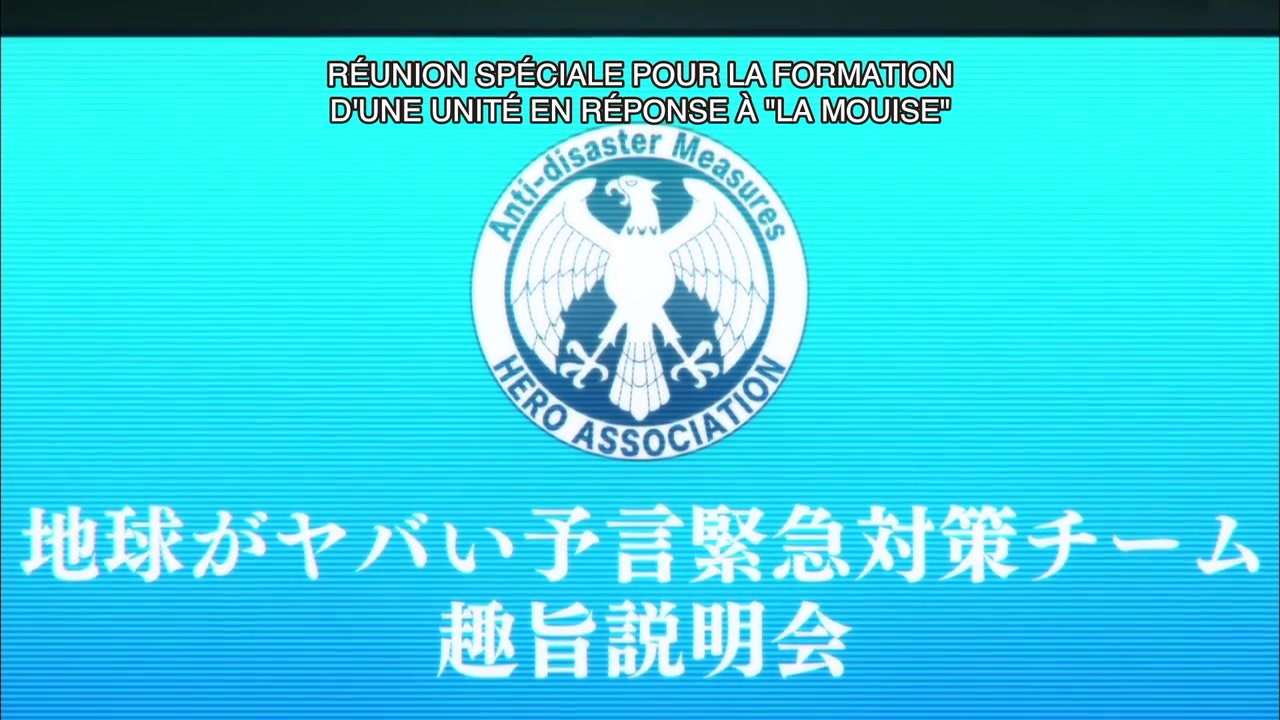 RÉUNION SPÉCIALE POUR LA FORMATION
D'UNE UNITÉ EN RÉPONSE À "LA MOUISE"
Anti-disaster Measures
HERO ASSOCIATION
地球がヤバい予言緊急対策チーム
趣旨説明会